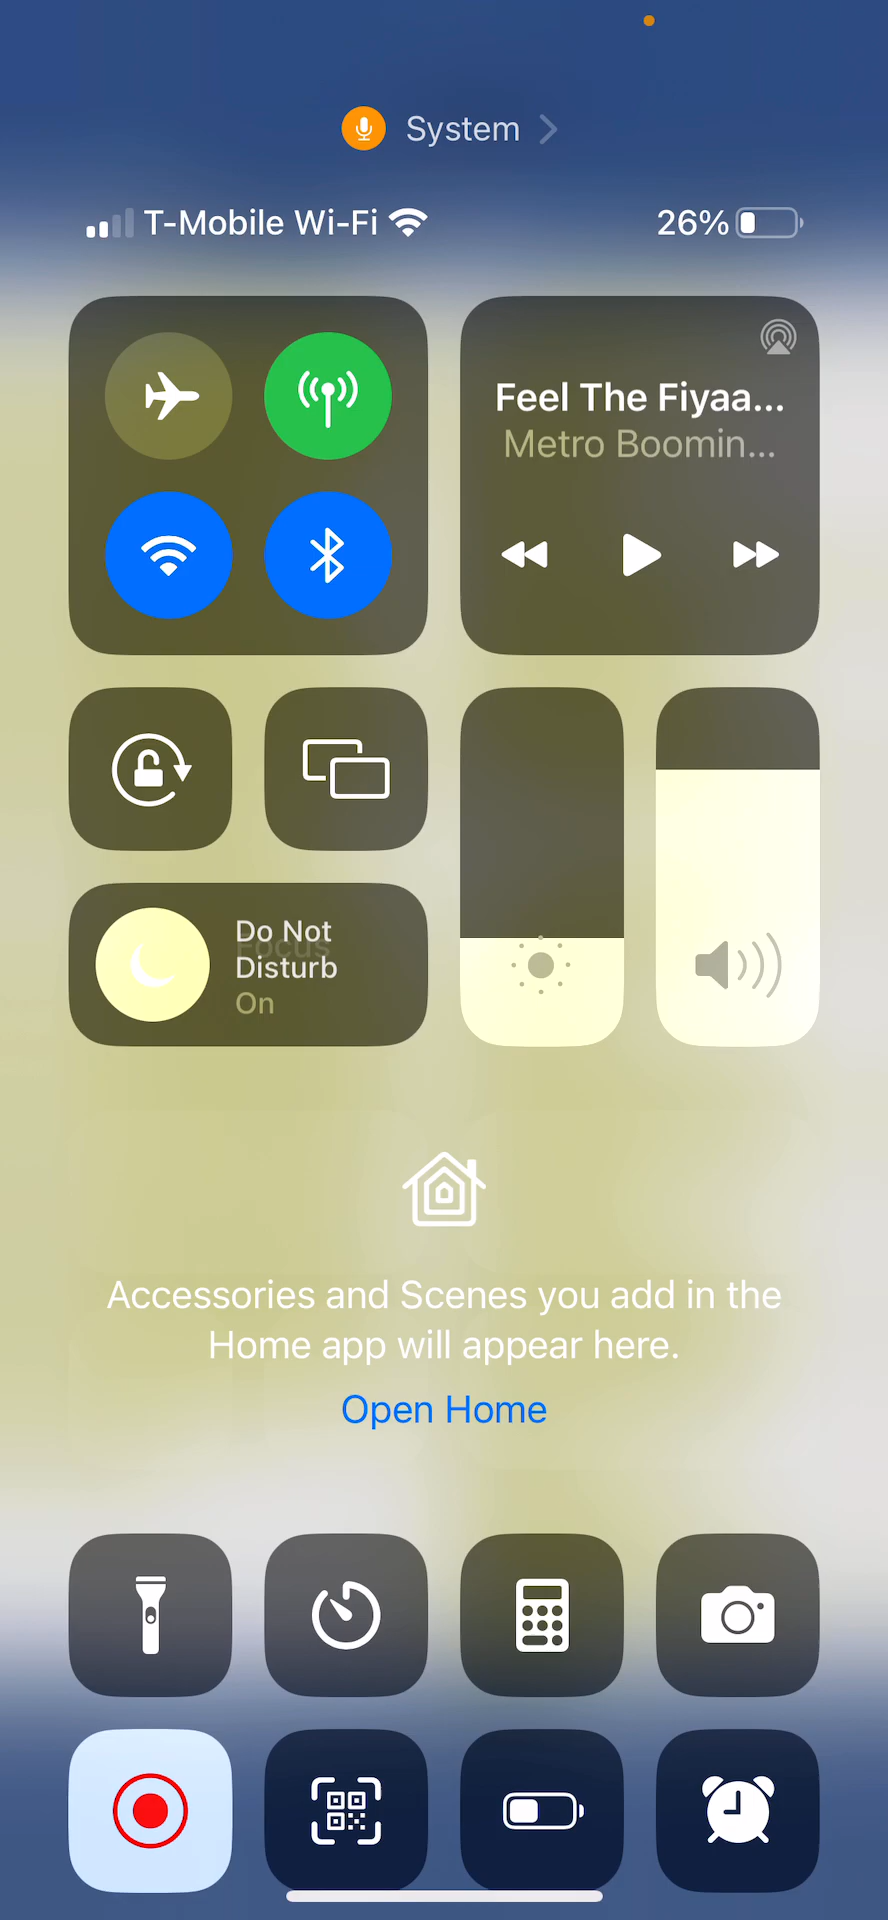 System
T-Mobile Wi-Fi
26%
Feel The Fiyaa...
Metro Boomin...
Do Not
Focus
Disturb
On
Accessories and Scenes you add in the
Home app will appear here.
Open Home